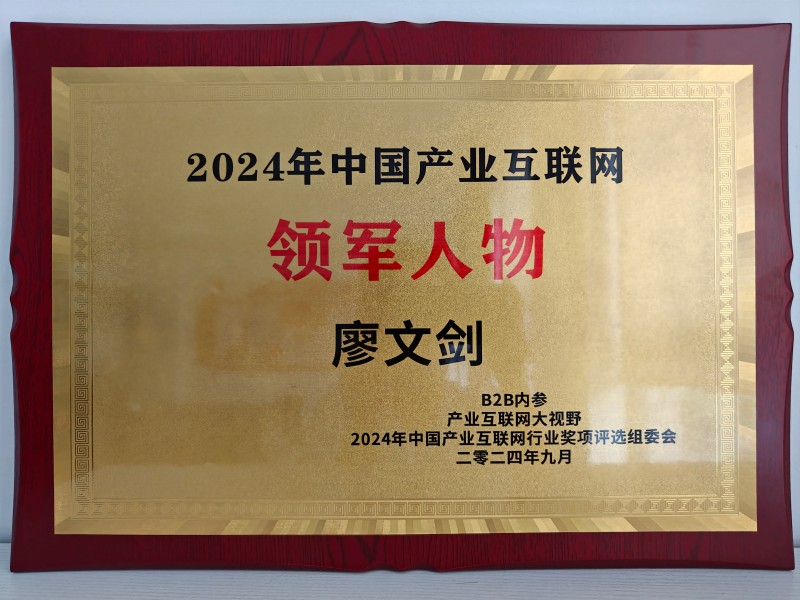 2024年中国产业互联网
领军人物
廖文剑
B2B内参
产业互联网大视野
2024年中国产业互联网行业奖项评选组委会
二零二四年九月